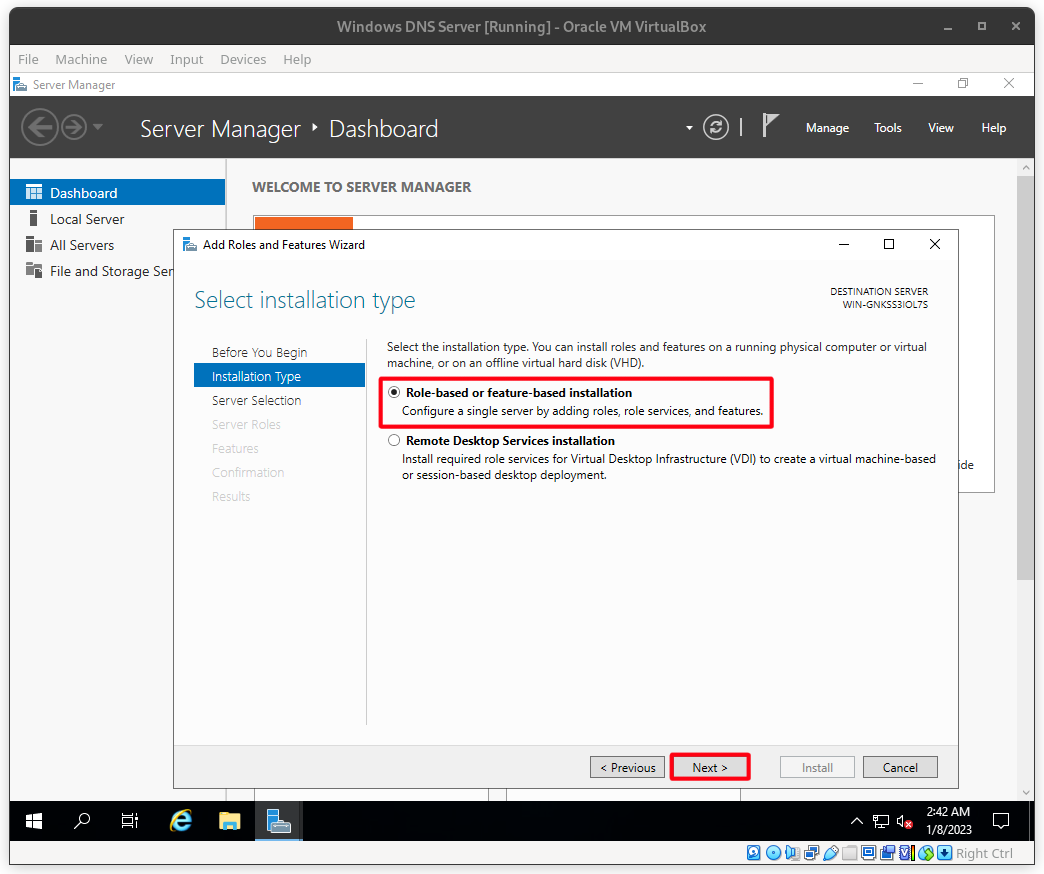 Windows DNS Server [Running] - Oracle VM VirtualBox
File Machine View Input Devices Help
Server Manager
Server Manager Dashboard
Manage Tools View Help
Dashboard
Local Server
All Servers
File and Storage Ser
WELCOME TO SERVER MANAGER
Add Roles and Features Wizard
Select installation type
DESTINATION SERVER
WIN-GNKSS3IOL7S
Before You Begin
Installation Type
Server Selection
Server Roles
Features
Confirmation
Results
Select the installation type. You can install roles and features on a running physical computer or virtual
machine, or on an offline virtual hard disk (VHD).
Role-based or feature-based installation
Configure a single server by adding roles, role services, and features.
Remote Desktop Services installation
Install required role services for Virtual Desktop Infrastructure (VDI) to create a virtual machine-based
or session-based desktop deployment.
ide
< Previous Next > Install Cancel
2:42 AM
1/8/2023
Right Ctrl